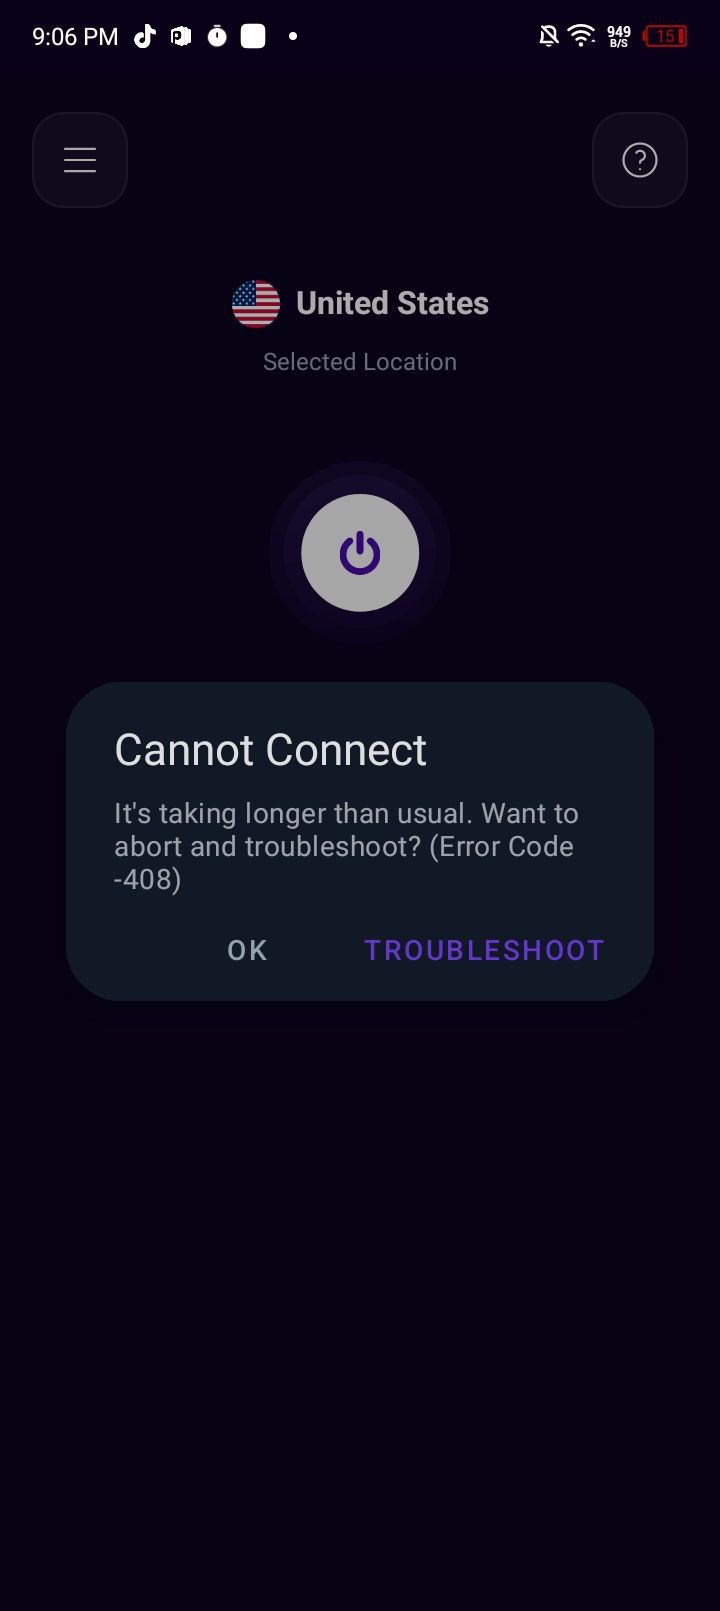 9:06 PM
949
B/S
15
United States
Selected Location
Cannot Connect
It's taking longer than usual. Want to
abort and troubleshoot? (Error Code
-408)
OK TROUBLESHOOT